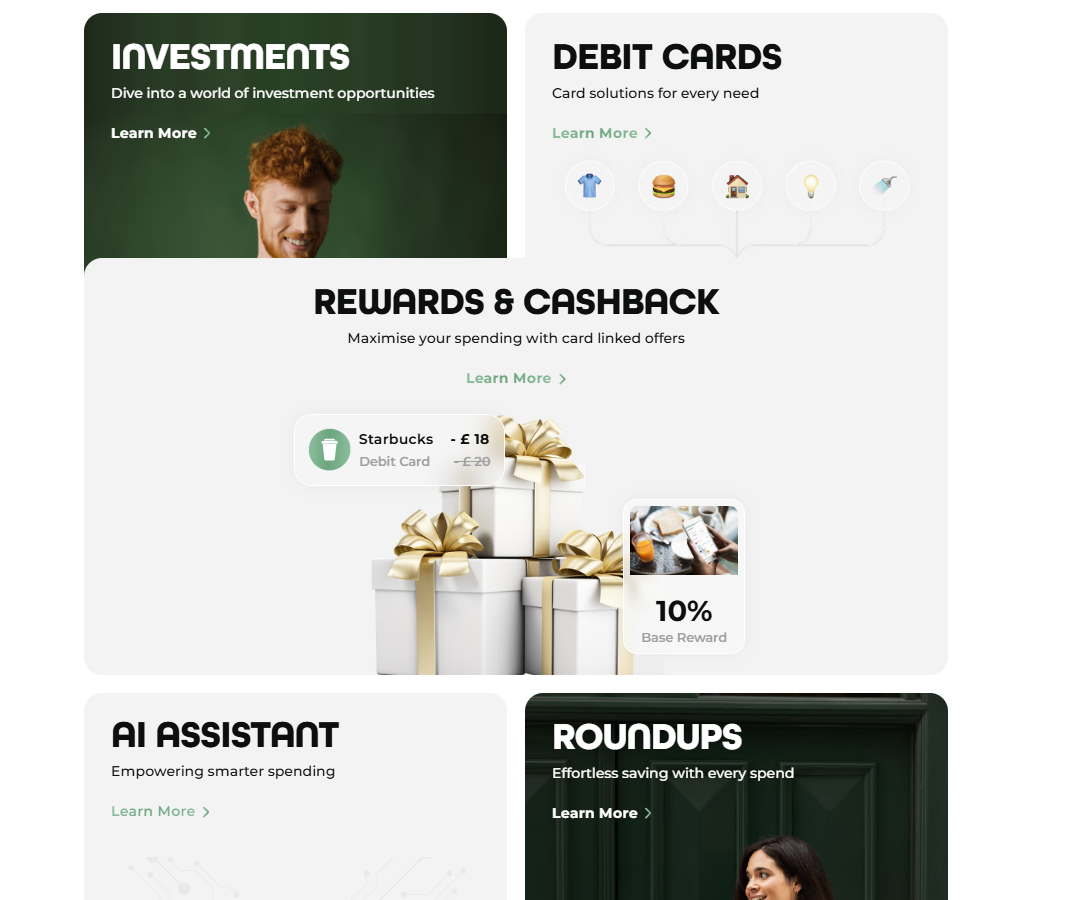 INVESTMENTS
Dive into a world of investment opportunities
Learn More
DEBIT CARDS
Card solutions for every need
Learn More
REWARDS & CASHBACK
Maximise your spending with card linked offers
Learn More
Starbucks - £ 18
Debit Card - £ 20
10%
Base Reward
AI ASSISTANT
Empowering smarter spending
Learn More
ROUNDUPS
Effortless saving with every spend
Learn More